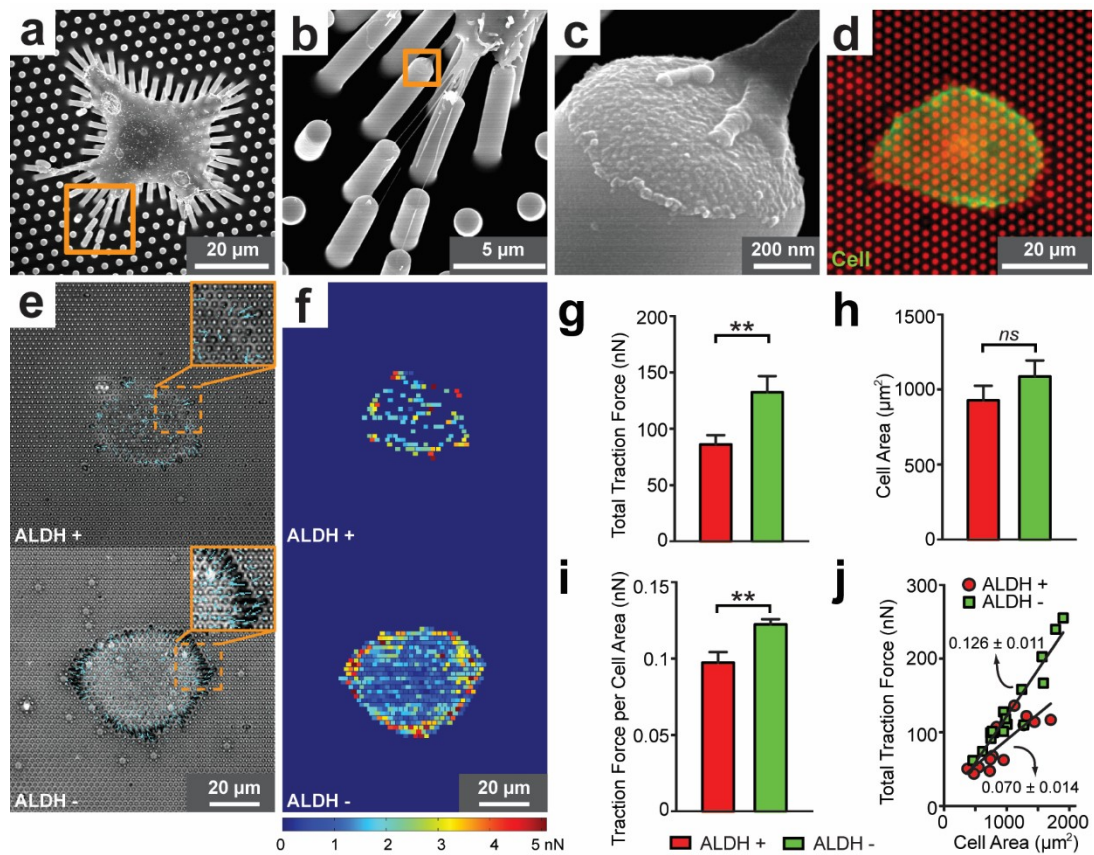 a
20 µm
b
5 µm
c
200 nm
d
Cell
20 µm
e
ALDH +
ALDH -
20 µm
f
ALDH +
ALDH -
20 µm
0 1 2 3 4 5 nN
g
Total Traction Force (nN)
200
150
100
50
0
**
h
Cell Area (µm²)
1500
1000
500
0
ns
i
Traction Force per Cell Area (nN)
0.15
0.1
0.05
0
**
ALDH + ALDH -
j
ALDH +
ALDH -
Total Traction Force (nN)
300
200
100
0
0.126 ± 0.011
0.070 ± 0.014
0 1000 2000
Cell Area (µm²)